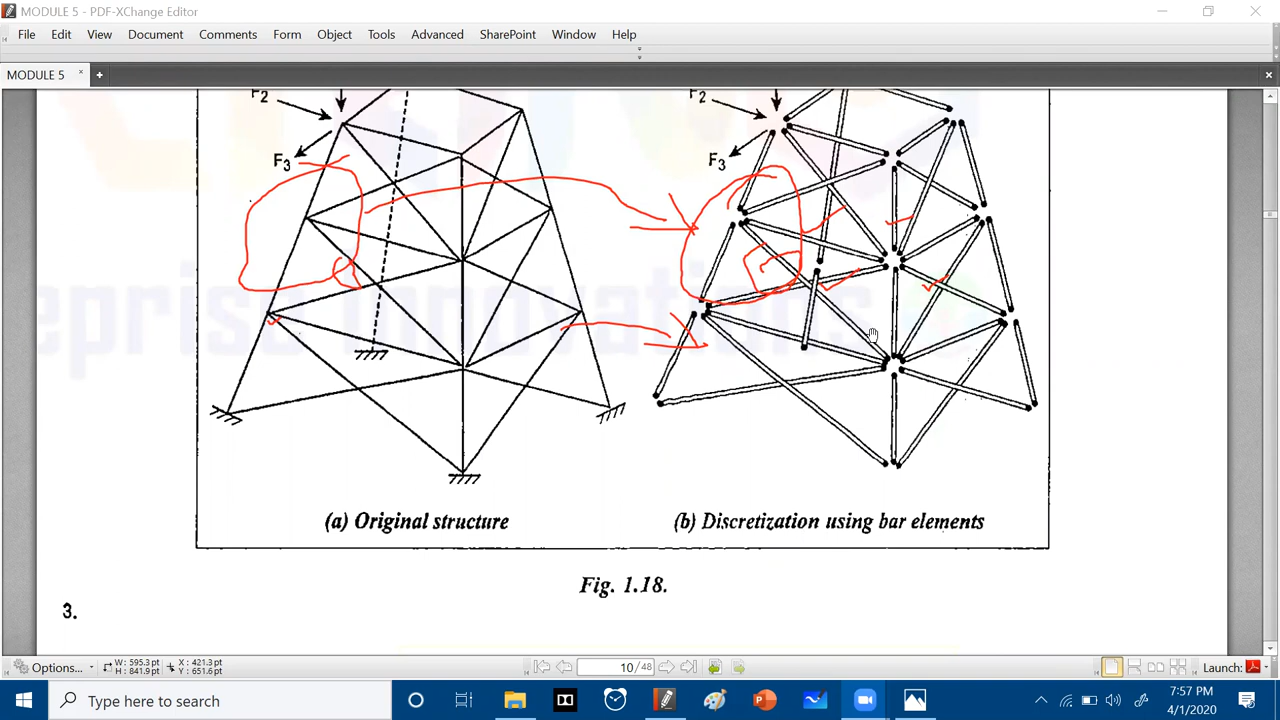 MODULE 5 - PDF-XChange Editor
File Edit View Document Comments Form Object Tools Advanced SharePoint Window Help
MODULE 5
F2
F3
F2
F3
(a) Original structure
(b) Discretization using bar elements
Fig. 1.18.
3.
Options...
W: 595.3 pt
H: 841.9 pt
X: 421.3 pt
Y: 651.6 pt
10 / 48
Launch:
Type here to search
7:57 PM
4/1/2020